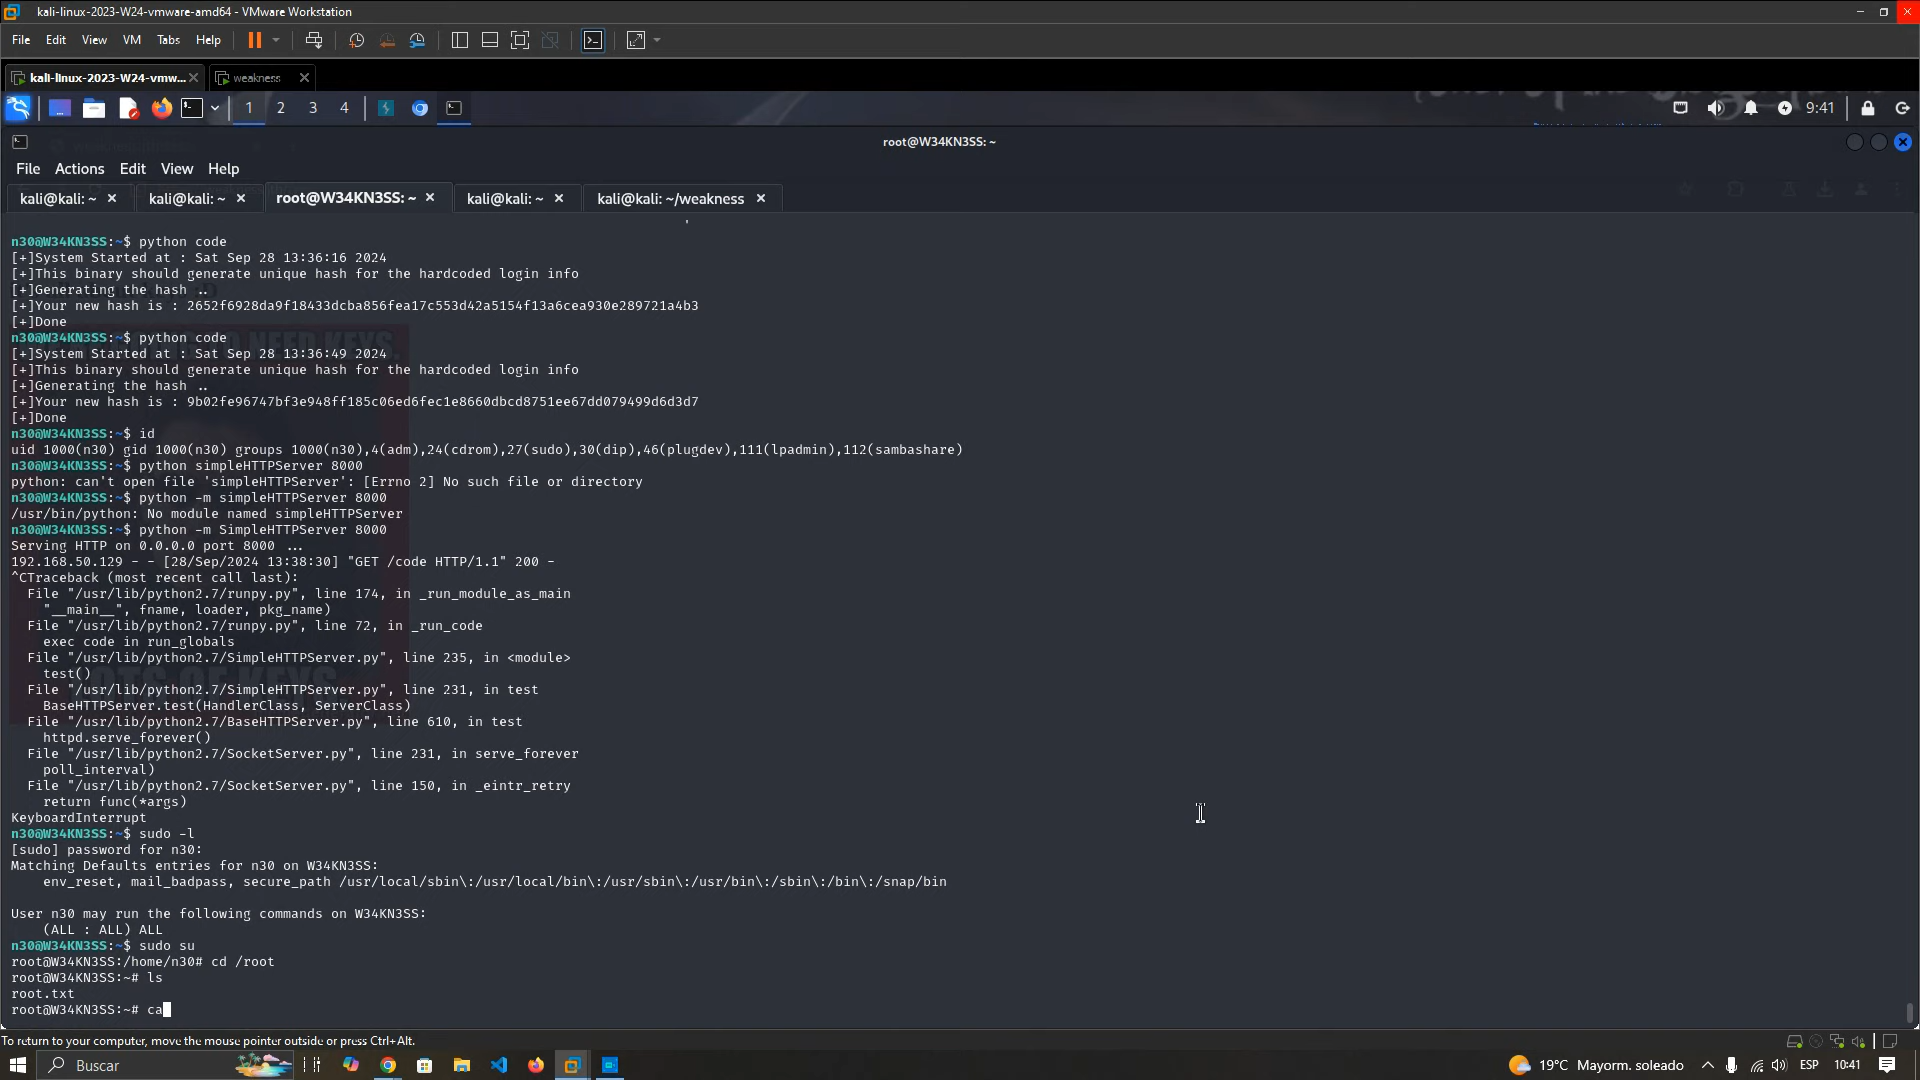 kali-linux-2023-W24-vmware-amd64 - VMware Workstation
File Edit View VM Tabs Help
kali-linux-2023-W24-vmw... weakness
1 2 3 4 9:41
root@W34KN3SS: ~
File Actions Edit View Help
kali@kali: ~ kali@kali: ~ root@W34KN3SS: ~ kali@kali: ~ kali@kali: ~/weakness
n30@W34KN3SS:~$ python code
[+]System Started at : Sat Sep 28 13:36:16 2024
[+]This binary should generate unique hash for the hardcoded login info
[+]Generating the hash ..
[+]Your new hash is : 2652f6928da9f18433dcba856fea17c553d42a5154f13a6cea930e289721a4b3
[+]Done
n30@W34KN3SS:~$ python code
[+]System Started at : Sat Sep 28 13:36:49 2024
[+]This binary should generate unique hash for the hardcoded login info
[+]Generating the hash ..
[+]Your new hash is : 9b02fe96747bf3e948ff185c06ed6fec1e8660dbcd8751ee67dd079499d6d3d7
[+]Done
n30@W34KN3SS:~$ id
uid 1000(n30) gid 1000(n30) groups 1000(n30),4(adm),24(cdrom),27(sudo),30(dip),46(plugdev),111(lpadmin),112(sambashare)
n30@W34KN3SS:~$ python simpleHTTPServer 8000
python: can't open file 'simpleHTTPServer': [Errno 2] No such file or directory
n30@W34KN3SS:~$ python -m simpleHTTPServer 8000
/usr/bin/python: No module named simpleHTTPServer
n30@W34KN3SS:~$ python -m SimpleHTTPServer 8000
Serving HTTP on 0.0.0.0 port 8000 ...
192.168.50.129 - - [28/Sep/2024 13:38:30] "GET /code HTTP/1.1" 200 -
^CTraceback (most recent call last):
File "/usr/lib/python2.7/runpy.py", line 174, in _run_module_as_main
"__main__", fname, loader, pkg_name)
File "/usr/lib/python2.7/runpy.py", line 72, in _run_code
exec code in run_globals
File "/usr/lib/python2.7/SimpleHTTPServer.py", line 235, in <module>
test()
File "/usr/lib/python2.7/SimpleHTTPServer.py", line 231, in test
BaseHTTPServer.test(HandlerClass, ServerClass)
File "/usr/lib/python2.7/BaseHTTPServer.py", line 610, in test
httpd.serve_forever()
File "/usr/lib/python2.7/SocketServer.py", line 231, in serve_forever
poll_interval)
File "/usr/lib/python2.7/SocketServer.py", line 150, in _eintr_retry
return func(*args)
KeyboardInterrupt
n30@W34KN3SS:~$ sudo -l
[sudo] password for n30:
Matching Defaults entries for n30 on W34KN3SS:
env_reset, mail_badpass, secure_path /usr/local/sbin\:/usr/local/bin\:/usr/sbin\:/usr/bin\:/sbin\:/bin\:/snap/bin
User n30 may run the following commands on W34KN3SS:
(ALL : ALL) ALL
n30@W34KN3SS:~$ sudo su
root@W34KN3SS:/home/n30# cd /root
root@W34KN3SS:~# ls
root.txt
root@W34KN3SS:~# ca
To return to your computer, move the mouse pointer outside or press Ctrl+Alt.
Buscar 19°C Mayorm. soleado ESP 10:41